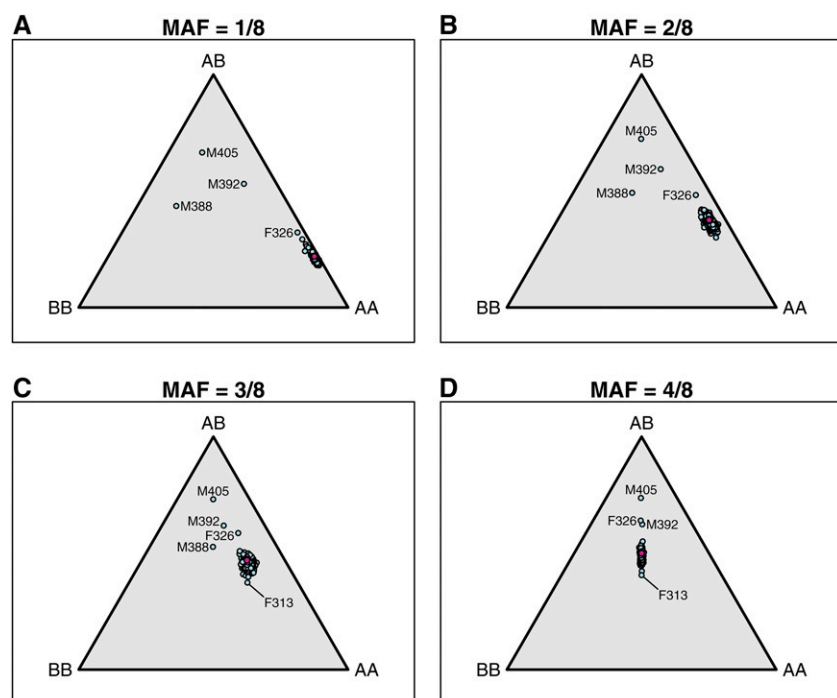 A
MAF = 1/8
AB
M405
M392
M388
F326
BB
AA
B
MAF = 2/8
AB
M405
M392
M388
F326
BB
AA
C
MAF = 3/8
AB
M405
M392
F326
M388
F313
BB
AA
D
MAF = 4/8
AB
M405
F326
M392
F313
BB
AA